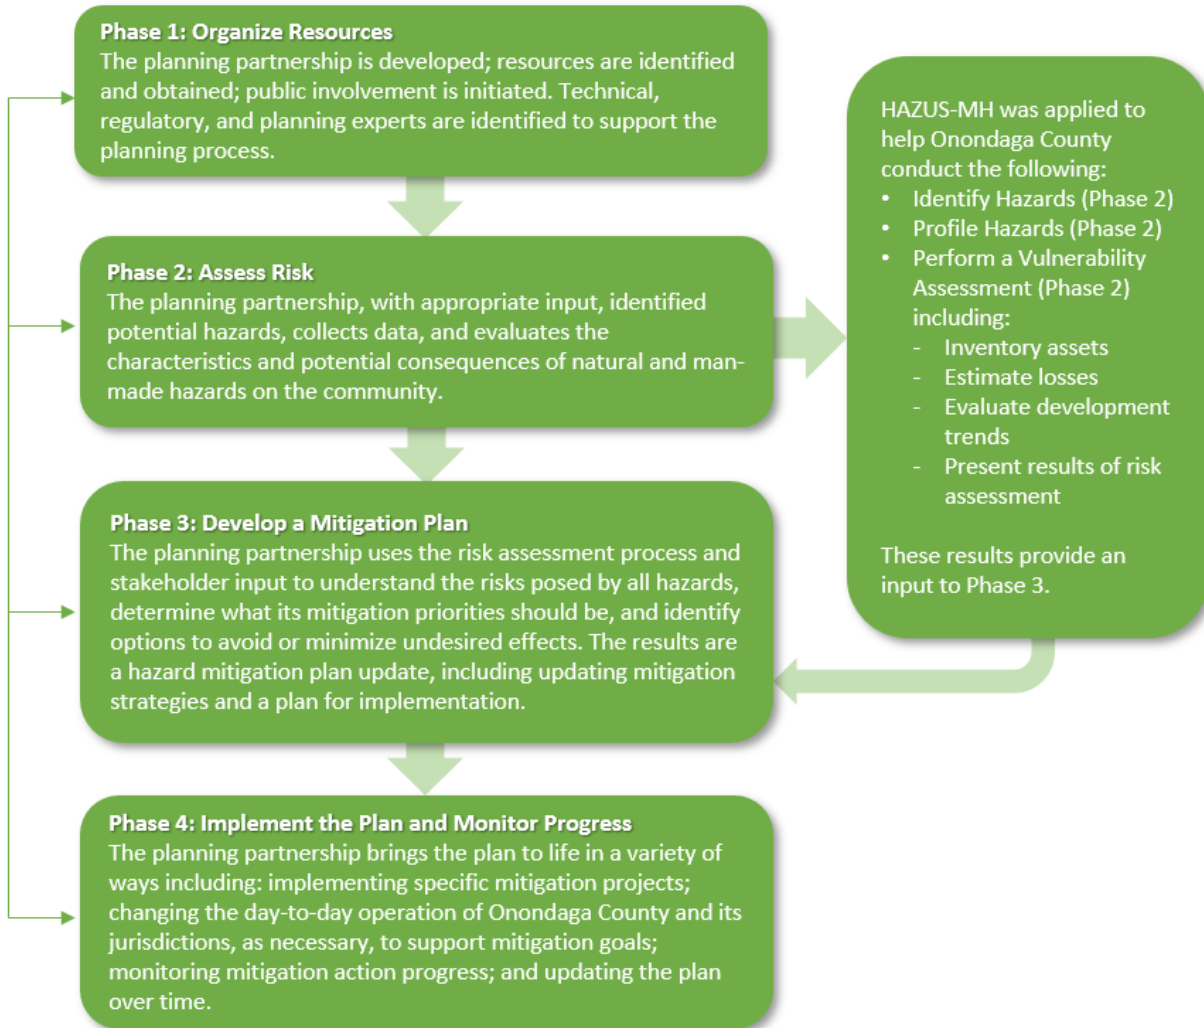 Phase 1: Organize Resources
The planning partnership is developed; resources are identified
and obtained; public involvement is initiated. Technical,
regulatory, and planning experts are identified to support the
planning process.
Phase 2: Assess Risk
The planning partnership, with appropriate input, identified
potential hazards, collects data, and evaluates the
characteristics and potential consequences of natural and man-
made hazards on the community.
HAZUS-MH was applied to
help Onondaga County
conduct the following:
• Identify Hazards (Phase 2)
• Profile Hazards (Phase 2)
• Perform a Vulnerability
Assessment (Phase 2)
including:
- Inventory assets
- Estimate losses
- Evaluate development
trends
- Present results of risk
assessment
These results provide an
input to Phase 3.
Phase 3: Develop a Mitigation Plan
The planning partnership uses the risk assessment process and
stakeholder input to understand the risks posed by all hazards,
determine what its mitigation priorities should be, and identify
options to avoid or minimize undesired effects. The results are
a hazard mitigation plan update, including updating mitigation
strategies and a plan for implementation.
Phase 4: Implement the Plan and Monitor Progress
The planning partnership brings the plan to life in a variety of
ways including: implementing specific mitigation projects;
changing the day-to-day operation of Onondaga County and its
jurisdictions, as necessary, to support mitigation goals;
monitoring mitigation action progress; and updating the plan
over time.